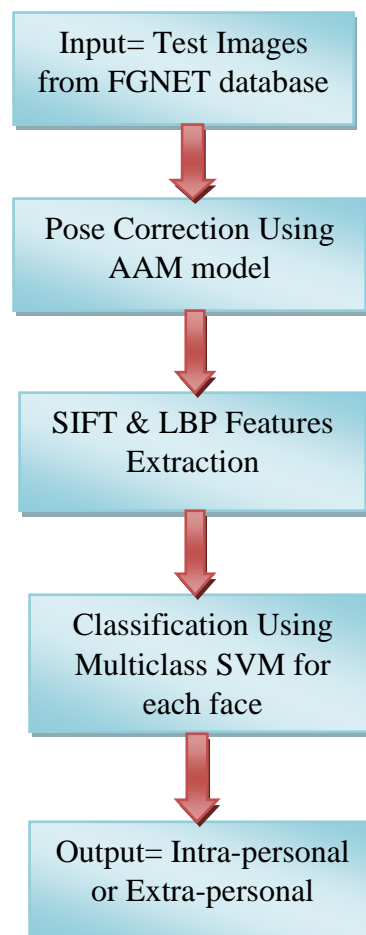 Input= Test Images
from FGNET database
Pose Correction Using
AAM model
SIFT & LBP Features
Extraction
Classification Using
Multiclass SVM for
each face
Output= Intra-personal
or Extra-personal